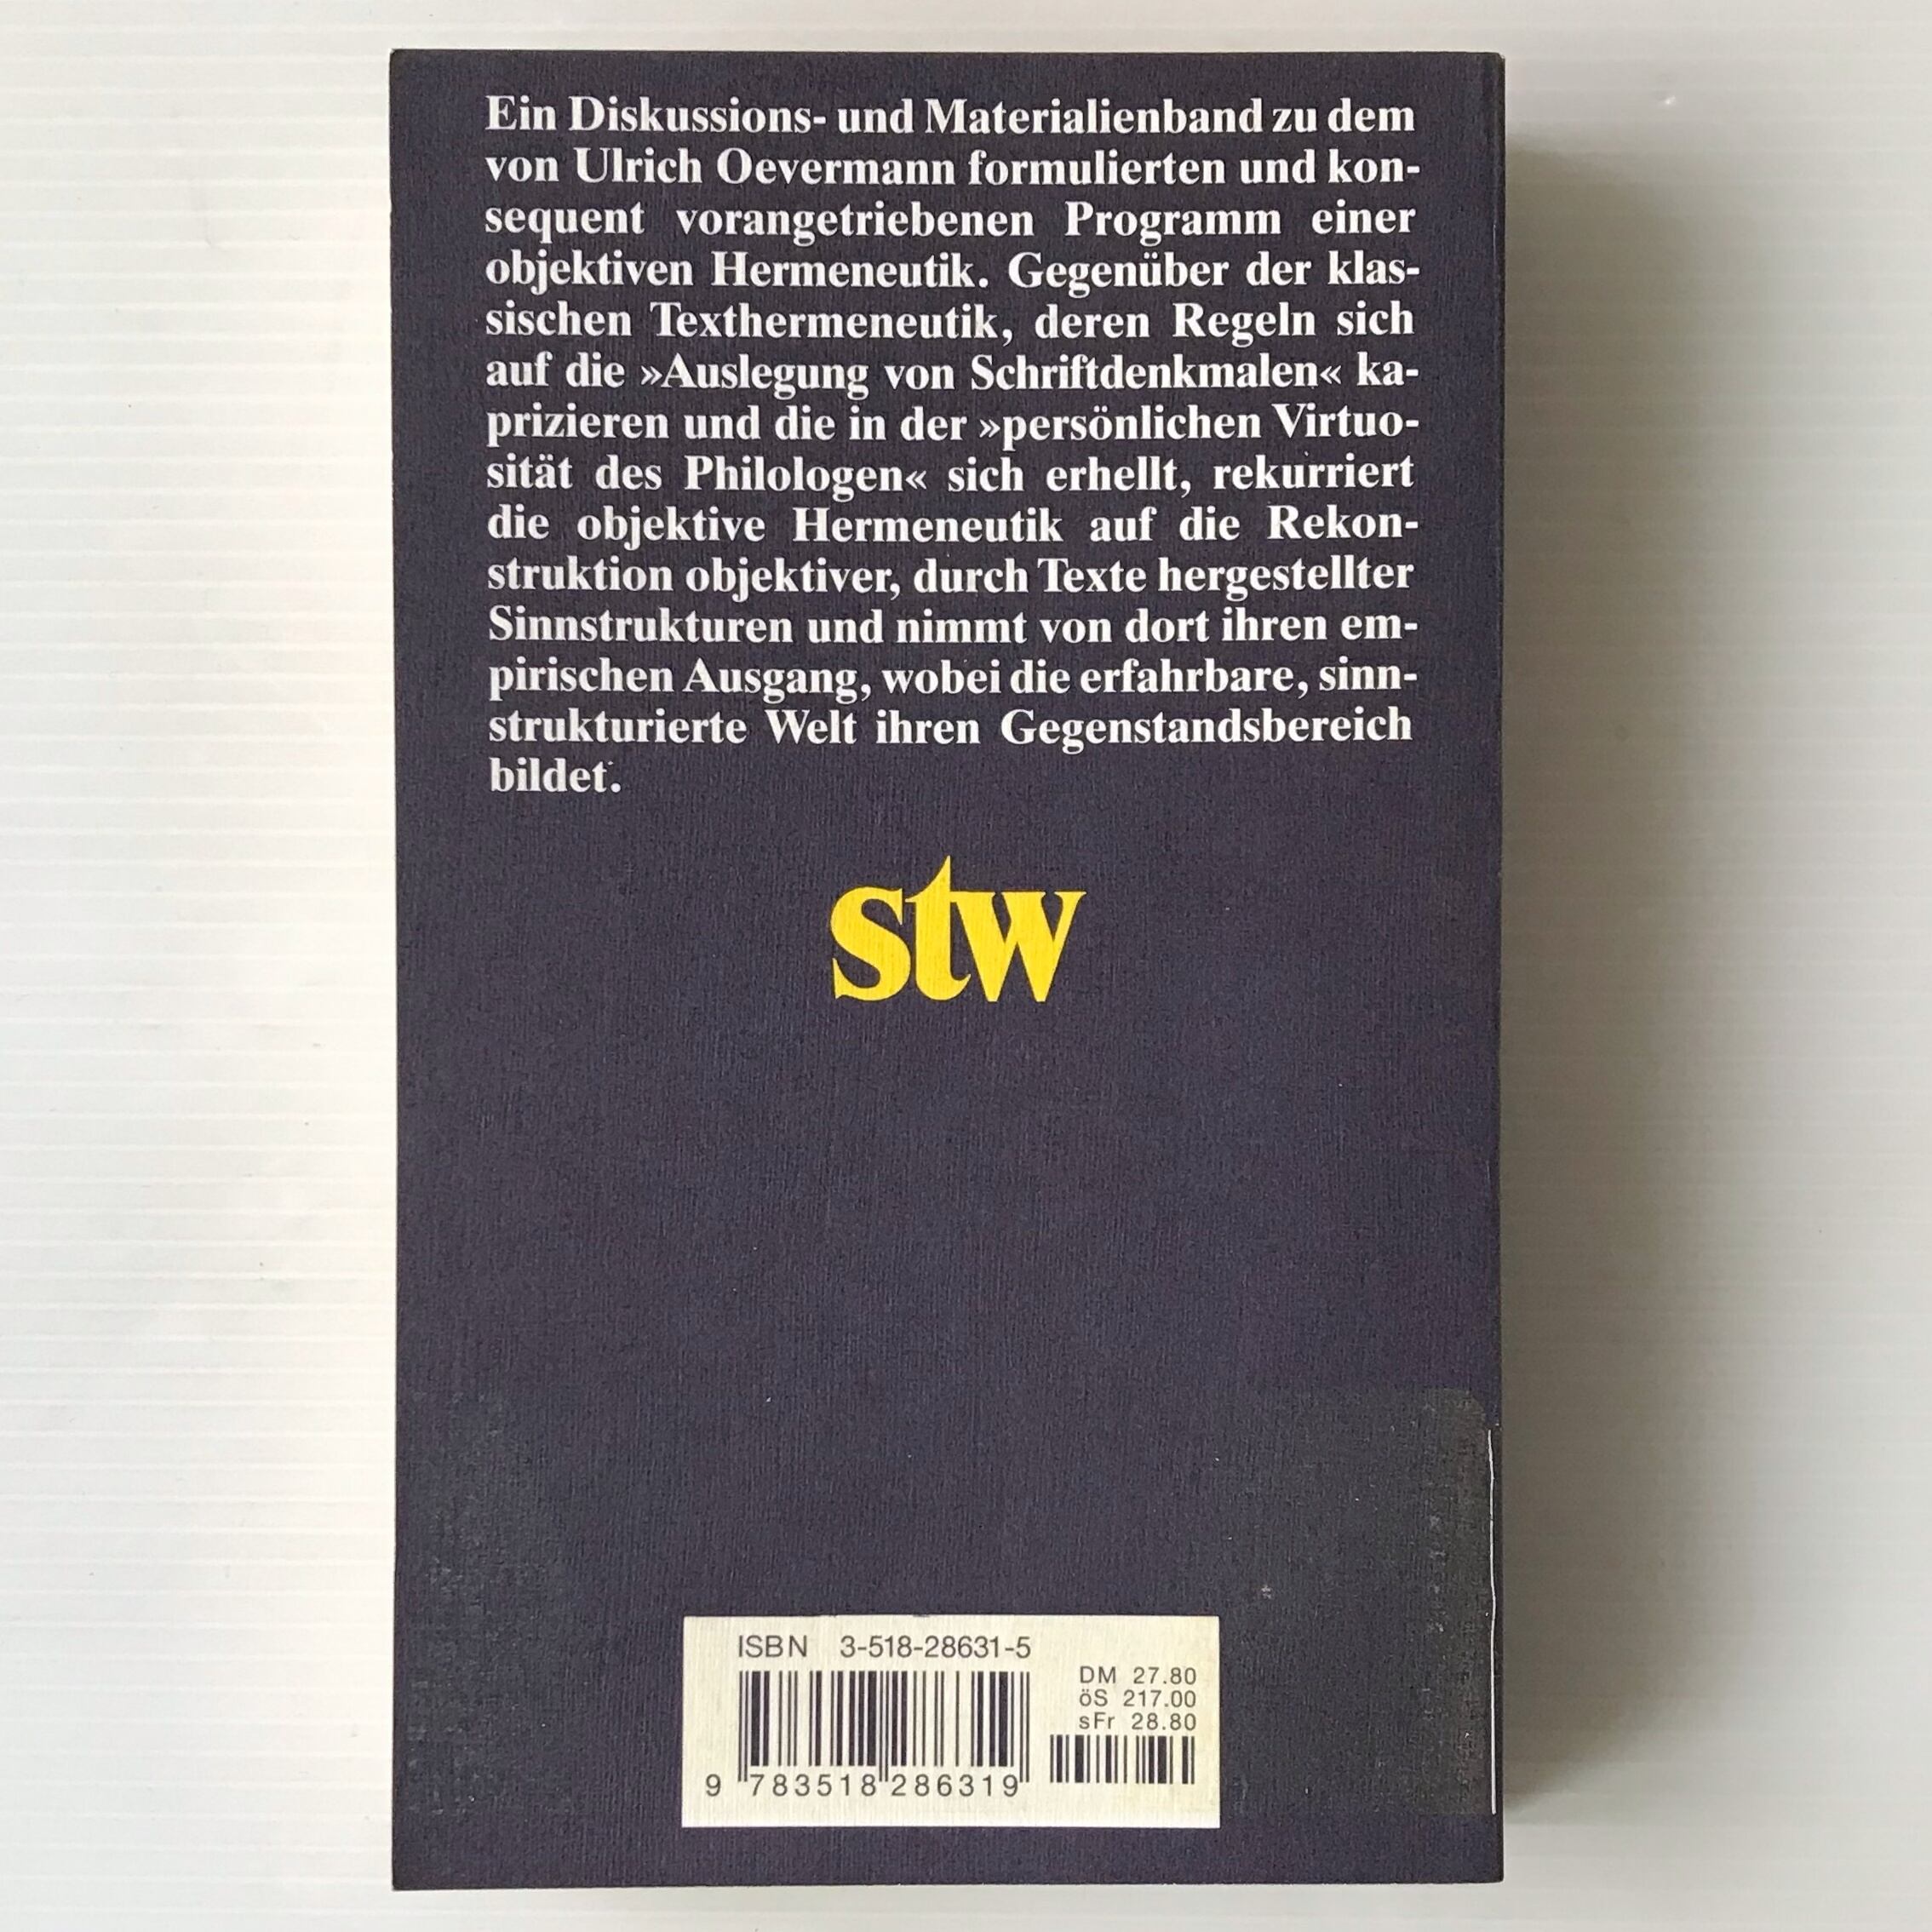 Ein Diskussions- und Materialienband zu dem
von Ulrich Oevermann formulierten und kon-
sequent vorangetriebenen Programm einer
objektiven Hermeneutik. Gegenüber der klas-
sischen Texthermeneutik, deren Regeln sich
auf die »Auslegung von Schriftdenkmalen« ka-
prizieren und die in der »persönlichen Virtuo-
sität des Philologen« sich erhellt, rekurriert
die objektive Hermeneutik auf die Rekon-
struktion objektiver, durch Texte hergestellter
Sinnstrukturen und nimmt von dort ihren em-
pirischen Ausgang, wobei die erfahrbare, sinn-
strukturierte Welt ihren Gegenstandsbereich
bildet.
stw
ISBN 3-518-28631-5
DM 27.80
öS 217.00
sFr 28.80
9 783518 286319